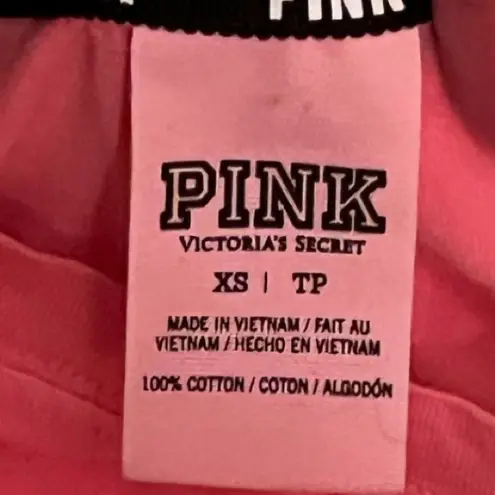 PINK
PINK
VICTORIA'S SECRET
XS | TP
MADE IN VIETNAM / FAIT AU
VIETNAM / HECHO EN VIETNAM
100% COTTON / COTON / ALGODÓN